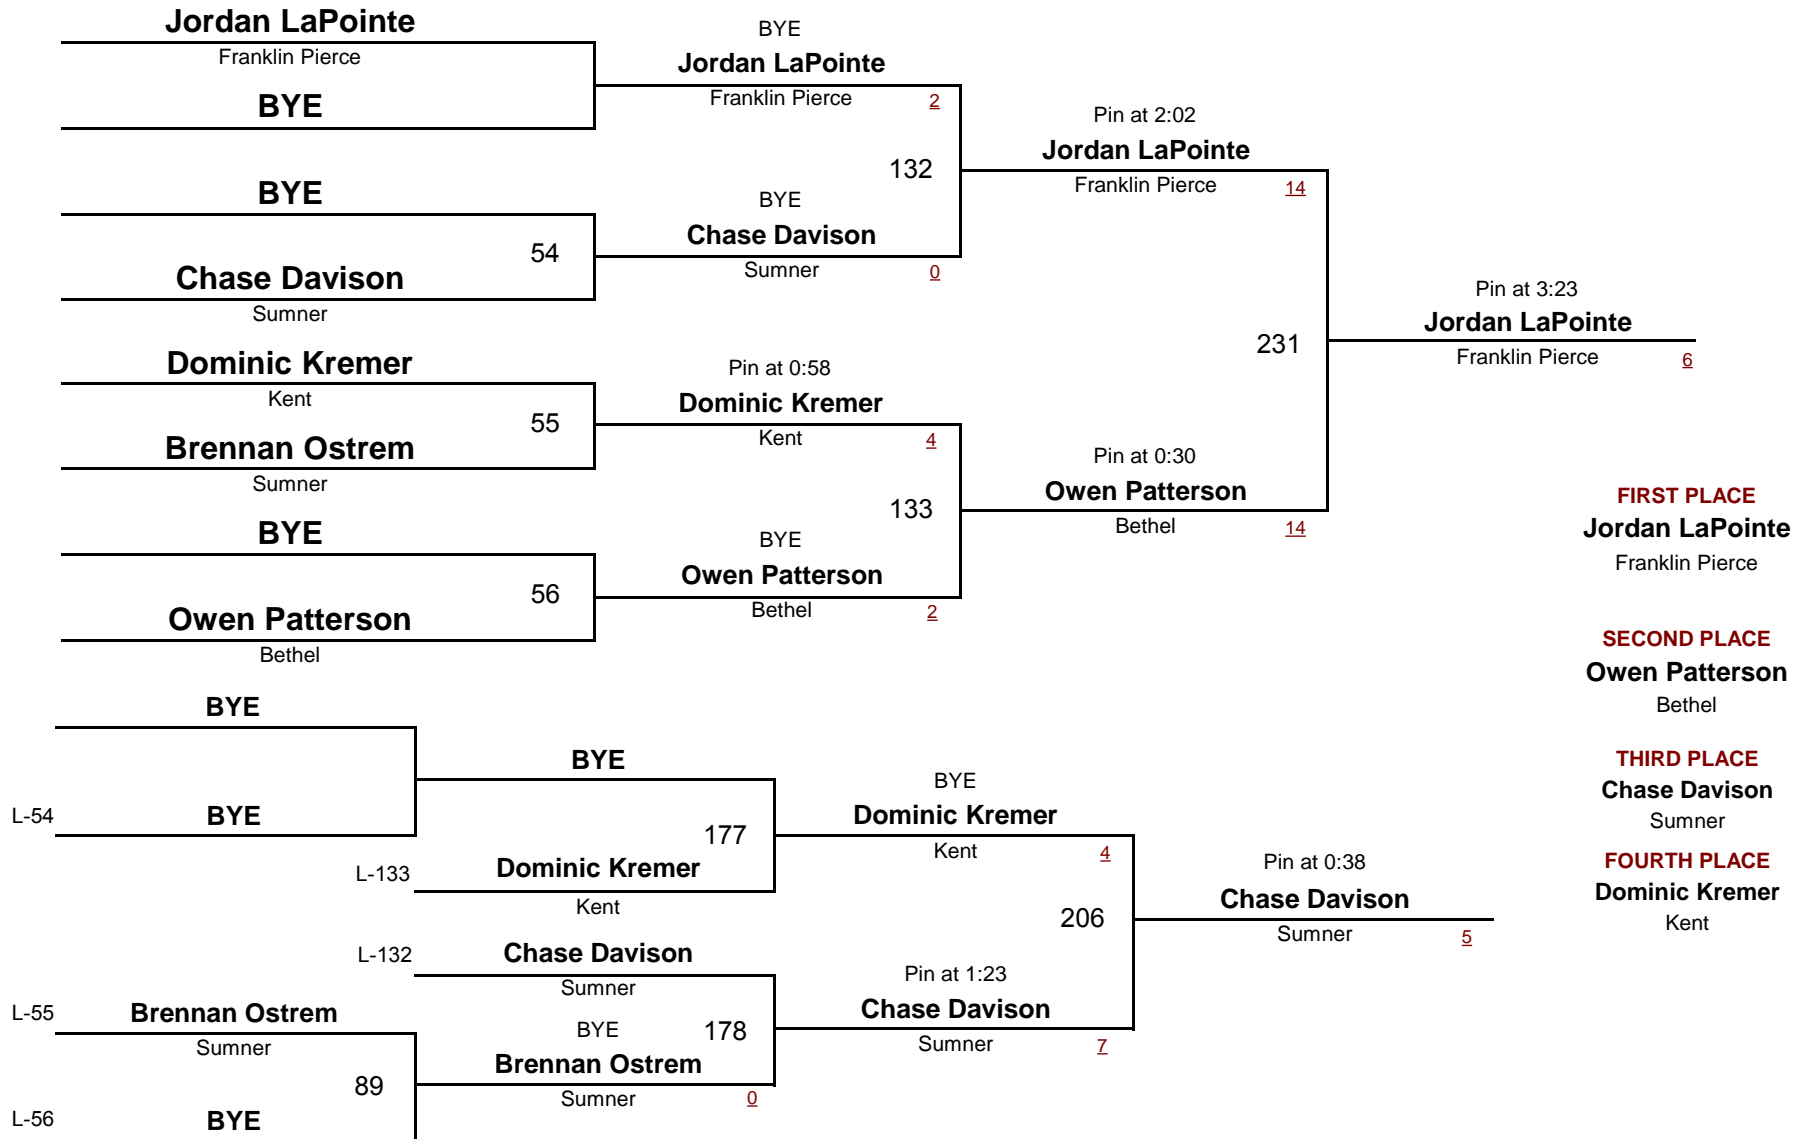 Jordan LaPointe
Franklin Pierce
BYE
BYE
Jordan LaPointe
Franklin Pierce 2
132
BYE
54
Chase Davison
Sumner
BYE
Chase Davison
Sumner 0
Pin at 2:02
Jordan LaPointe
Franklin Pierce 14
Dominic Kremer
Kent
55
Brennan Ostrem
Sumner
Pin at 0:58
Dominic Kremer
Kent 4
133
BYE
56
Owen Patterson
Bethel
BYE
Owen Patterson
Bethel 2
Pin at 0:30
Owen Patterson
Bethel 14
231
Pin at 3:23
Jordan LaPointe
Franklin Pierce 6
FIRST PLACE
Jordan LaPointe
Franklin Pierce
SECOND PLACE
Owen Patterson
Bethel
THIRD PLACE
Chase Davison
Sumner
FOURTH PLACE
Dominic Kremer
Kent
BYE
L-54 BYE
BYE
177
L-133 Dominic Kremer
Kent
BYE
Dominic Kremer
Kent 4
206
L-132 Chase Davison
Sumner
178
L-55 Brennan Ostrem
Sumner
89
L-56 BYE
BYE
Brennan Ostrem
Sumner 0
Pin at 1:23
Chase Davison
Sumner 7
Pin at 0:38
Chase Davison
Sumner 5